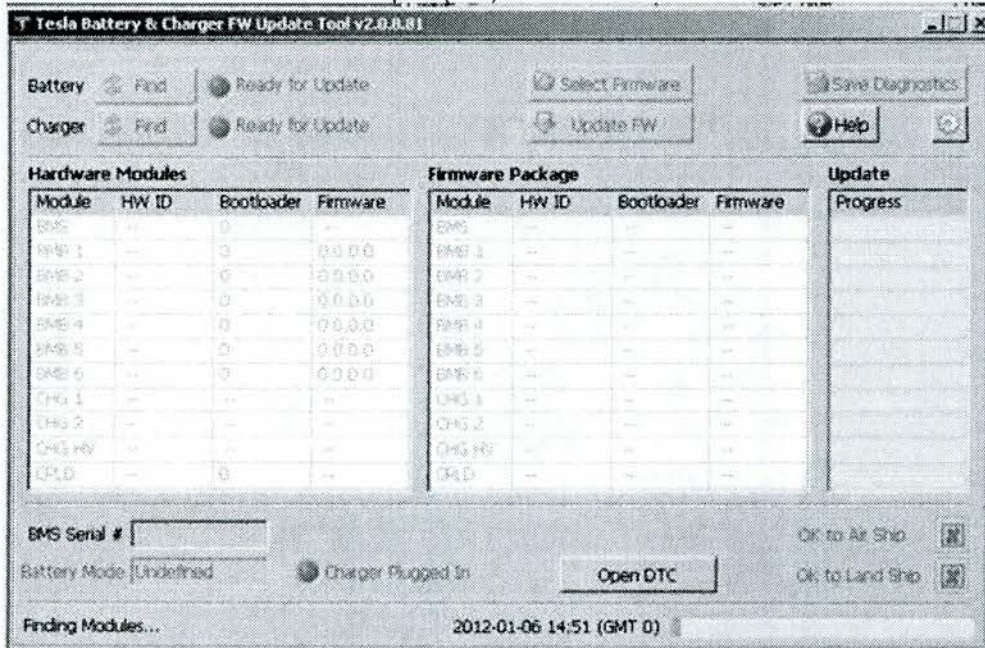 Tesla Battery & Charger FW Update Tool v2.0.8.81
Battery Find Ready for Update Select Firmware Save Diagnostics
Charger Find Ready for Update Update FW Help
Hardware Modules Firmware Package Update
Module HW ID Bootloader Firmware Module HW ID Bootloader Firmware Progress
BMS -- 0 -- BMS -- -- --
BMB 1 -- 0 0.0.0.0 BMB 1 -- -- --
BMB 2 -- 0 0.0.0.0 BMB 2 -- -- --
BMB 3 -- 0 0.0.0.0 BMB 3 -- -- --
BMB 4 -- 0 0.0.0.0 BMB 4 -- -- --
BMB 5 -- 0 0.0.0.0 BMB 5 -- -- --
BMB 6 -- 0 0.0.0.0 BMB 6 -- -- --
CHG 1 -- -- -- CHG 1 -- -- --
CHG 2 -- -- -- CHG 2 -- -- --
CHG HV -- -- -- CHG HV -- -- --
CPLD -- 0 -- CPLD -- -- --
BMS Serial # OK to Air Ship
Battery Mode Undefined Charger Plugged In Open DTC OK to Land Ship
Finding Modules... 2012-01-06 14:51 (GMT 0)